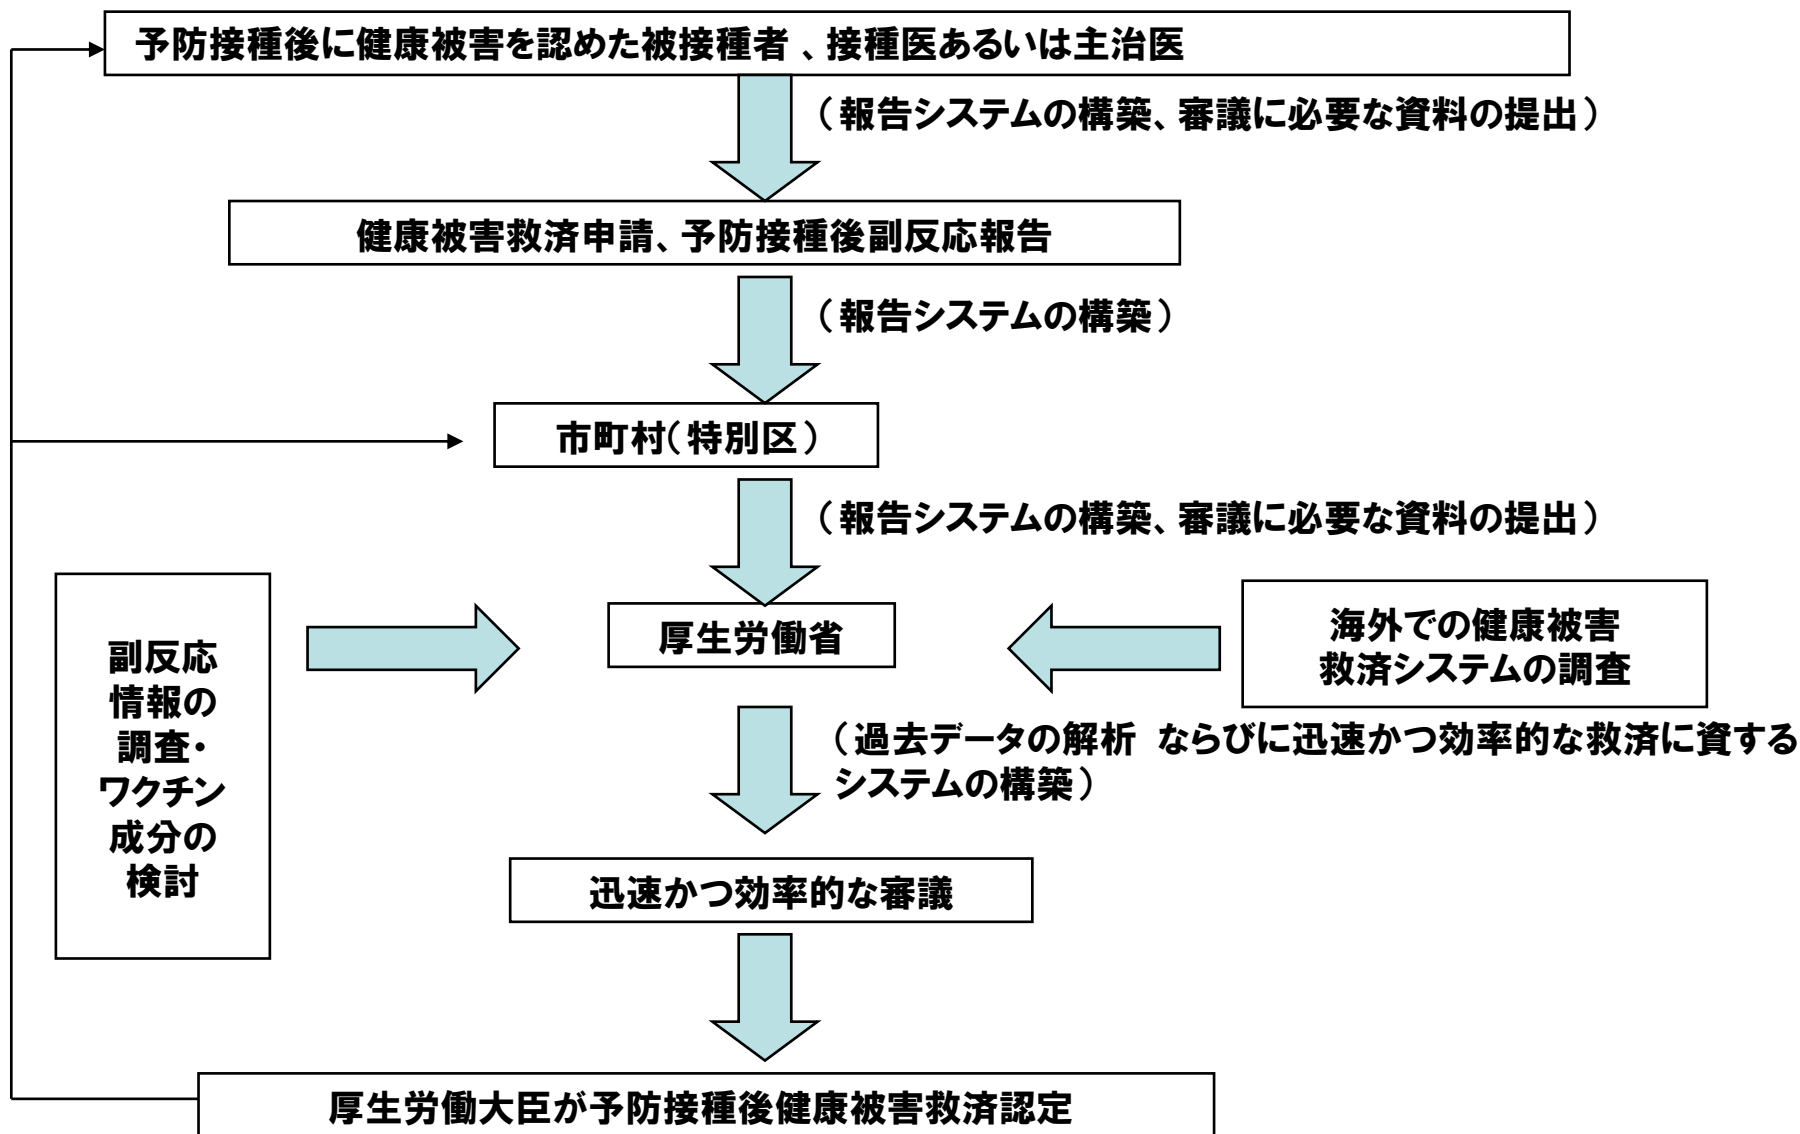 予防接種後に健康被害を認めた被接種者 、接種医あるいは主治医
（報告システムの構築、審議に必要な資料の提出）
健康被害救済申請、予防接種後副反応報告
（報告システムの構築）
市町村（特別区）
（報告システムの構築、審議に必要な資料の提出）
副反応
情報の
調査・
ワクチン
成分の
検討
厚生労働省
海外での健康被害
救済システムの調査
（過去データの解析 ならびに迅速かつ効率的な救済に資する
システムの構築）
迅速かつ効率的な審議
厚生労働大臣が予防接種後健康被害救済認定